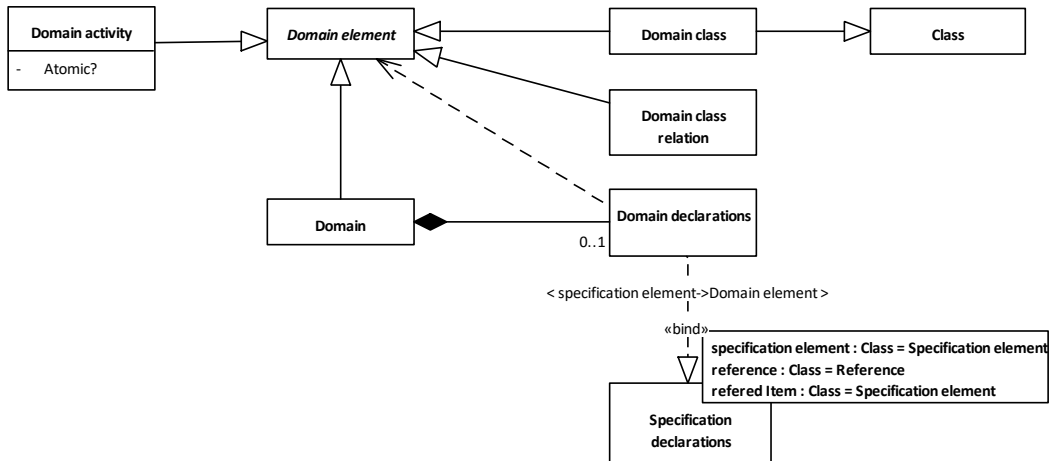 Domain activity
- Atomic?
Domain element
Domain class
Class
Domain class
relation
Domain
Domain declarations
0..1
< specification element->Domain element >
«bind»
specification element : Class = Specification element
reference : Class = Reference
refered Item : Class = Specification element
Specification
declarations